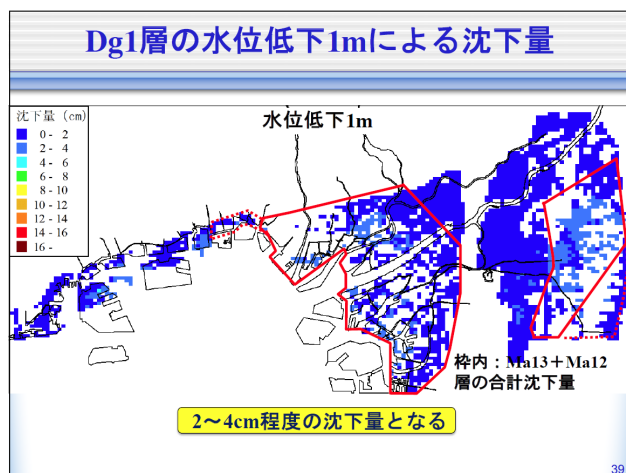 Dg1層の水位低下1mによる沈下量
水位低下1m
沈下量 (cm)
0 - 2
2 - 4
4 - 6
6 - 8
8 - 10
10 - 12
12 - 14
14 - 16
16 -
枠内：Ma13＋Ma12
層の合計沈下量
2～4cm程度の沈下量となる
39